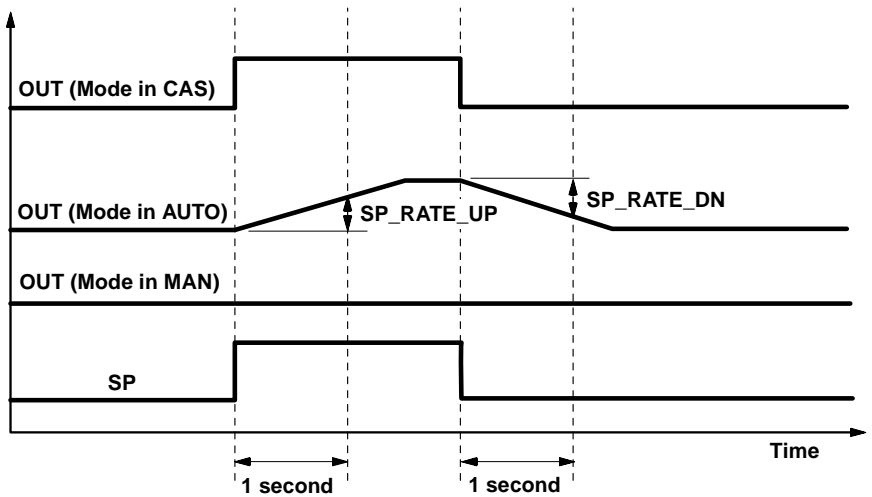 OUT (Mode in CAS)
SP_RATE_DN
OUT (Mode in AUTO)
SP_RATE_UP
OUT (Mode in MAN)
SP
Time
1 second
1 second